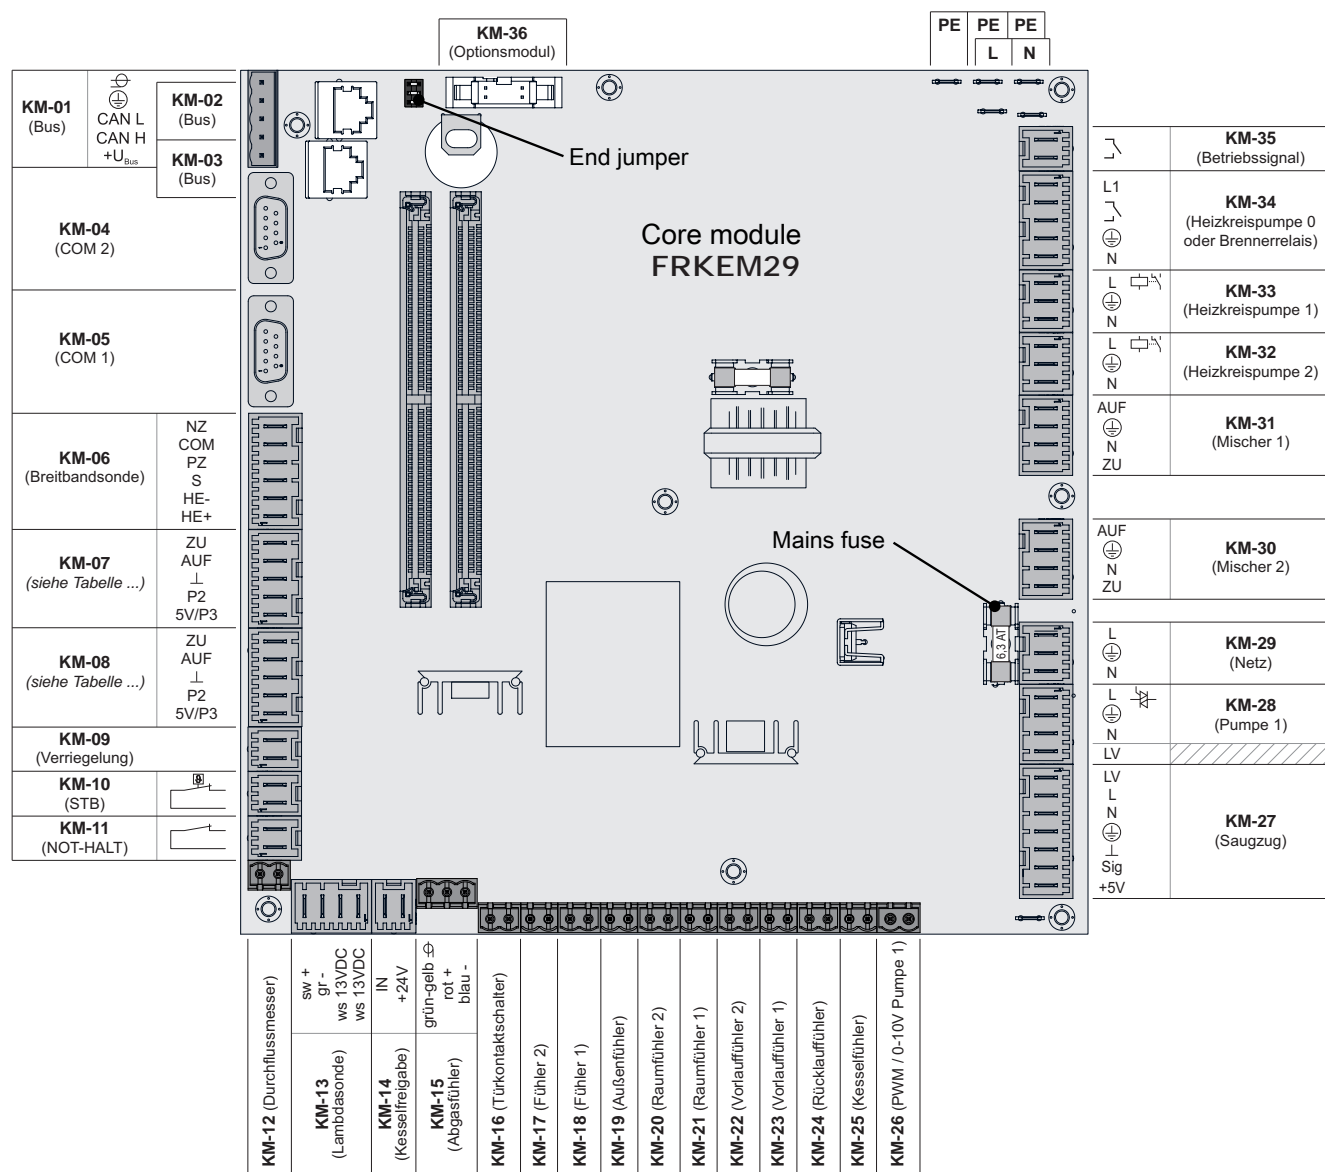 KM-36
(Optionsmodul)
PE PE PE
L N
KM-01
(Bus)
CAN L
CAN H
+UBus
KM-02
(Bus)
KM-03
(Bus)
KM-04
(COM 2)
KM-05
(COM 1)
KM-06
(Breitbandsonde)
NZ
COM
PZ
S
HE-
HE+
KM-07
(siehe Tabelle ...)
ZU
AUF
⊥
P2
5V/P3
KM-08
(siehe Tabelle ...)
ZU
AUF
⊥
P2
5V/P3
KM-09
(Verriegelung)
KM-10
(STB)
KM-11
(NOT-HALT)
End jumper
Core module
FRKEM29
Mains fuse
6,3 AT
KM-35
(Betriebssignal)
L1
N
KM-34
(Heizkreispumpe 0
oder Brennerrelais)
L
N
KM-33
(Heizkreispumpe 1)
L
N
KM-32
(Heizkreispumpe 2)
AUF
N
ZU
KM-31
(Mischer 1)
AUF
N
ZU
KM-30
(Mischer 2)
L
N
KM-29
(Netz)
L
N
LV
KM-28
(Pumpe 1)
LV
L
N
⊥
Sig
+5V
KM-27
(Saugzug)
KM-12 (Durchflussmesser)
sw +
gr -
ws 13VDC
ws 13VDC
KM-13
(Lambdasonde)
IN
+24V
KM-14
(Kesselfreigabe)
grün-gelb
rot +
blau -
KM-15
(Abgasfühler)
KM-16 (Türkontaktschalter)
KM-17 (Fühler 2)
KM-18 (Fühler 1)
KM-19 (Außenfühler)
KM-20 (Raumfühler 2)
KM-21 (Raumfühler 1)
KM-22 (Vorlauffühler 2)
KM-23 (Vorlauffühler 1)
KM-24 (Rücklauffühler)
KM-25 (Kesselfühler)
KM-26 (PWM / 0-10V Pumpe 1)